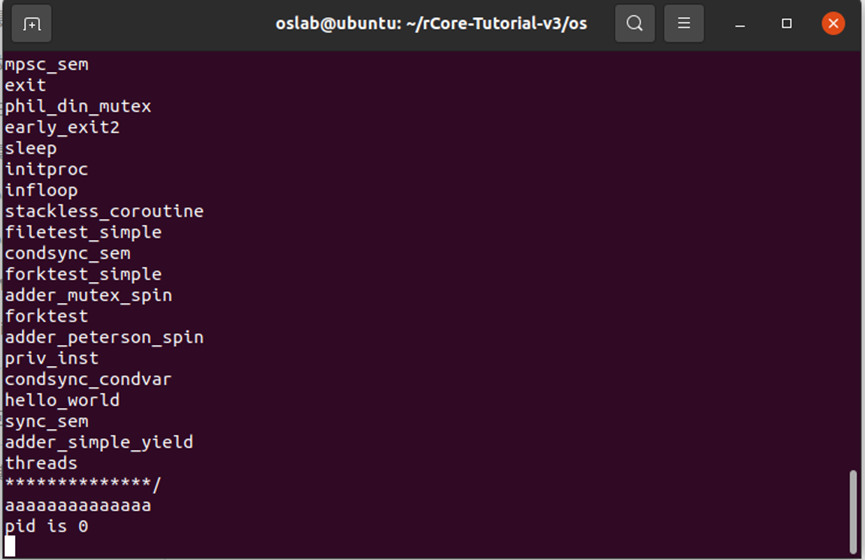 oslab@ubuntu: ~/rCore-Tutorial-v3/os
mpsc_sem
exit
phil_din_mutex
early_exit2
sleep
initproc
infloop
stackless_coroutine
filetest_simple
condsync_sem
forktest_simple
adder_mutex_spin
forktest
adder_peterson_spin
priv_inst
condsync_condvar
hello_world
sync_sem
adder_simple_yield
threads
**************/
aaaaaaaaaaaaaa
pid is 0